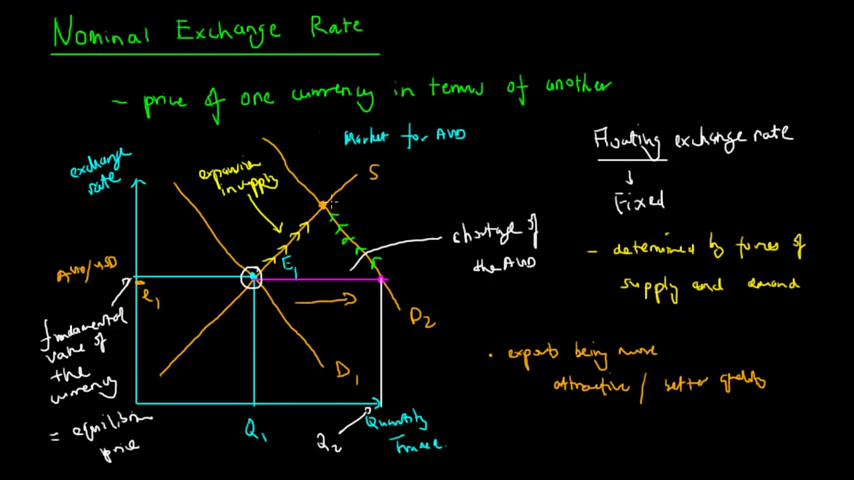 Nominal Exchange Rate
- price of one currency in terms of another
Market for AUD
exchange
rate
expansion
in supply
S
AUD/USD
e1
E1
shortage of
the AUD
D2
D1
fundamental
value of
the
currency
= equilibrium
price
Q1
Q2
Quantity
Floating exchange rate
Fixed
- determined by forces of
supply and demand
• exports being more
attractive / better quality